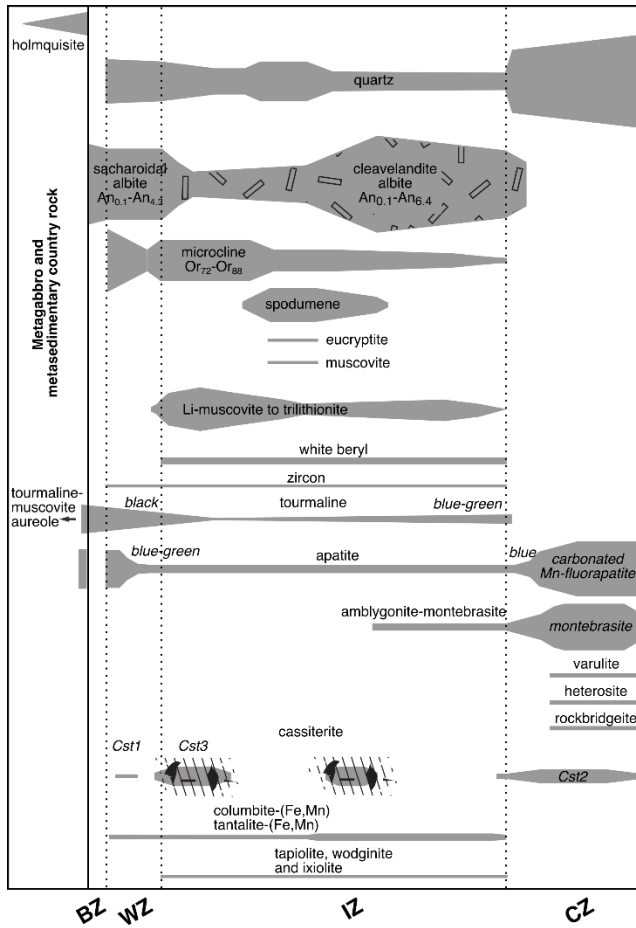 holmquisite
quartz
Metagabbro and
metasedimentary country rock
sacharoidal
albite
An0.1-An4.3
cleavelandite
albite
An0.1-An6.4
microcline
Or72-Or88
spodumene
eucryptite
muscovite
Li-muscovite to trilithionite
white beryl
zircon
tourmaline-
muscovite
aureole
black
tourmaline
blue-green
blue-green
apatite
blue
carbonated
Mn-fluorapatite
amblygonite-montebrasite
montebrasite
varulite
heterosite
rockbridgeite
cassiterite
Cst1
Cst3
Cst2
columbite-(Fe,Mn)
tantalite-(Fe,Mn)
tapiolite, wodginite
and ixiolite
BZ
WZ
IZ
CZ